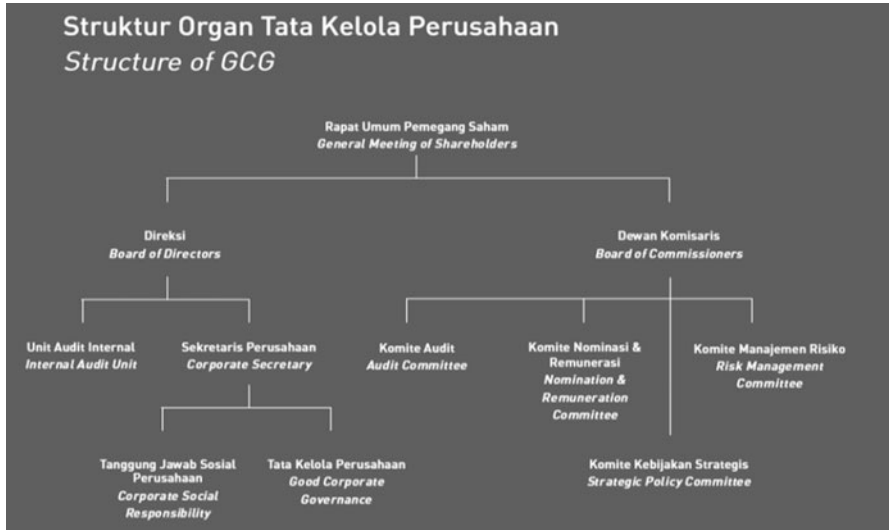 Struktur Organ Tata Kelola Perusahaan
Structure of GCG
Rapat Umum Pemegang Saham
General Meeting of Shareholders
Direksi
Board of Directors
Dewan Komisaris
Board of Commissioners
Unit Audit Internal
Internal Audit Unit
Sekretaris Perusahaan
Corporate Secretary
Komite Audit
Audit Committee
Komite Nominasi &
Remunerasi
Nomination &
Remuneration
Committee
Komite Manajemen Risiko
Risk Management
Committee
Tanggung Jawab Sosial
Perusahaan
Corporate Social
Responsibility
Tata Kelola Perusahaan
Good Corporate
Governance
Komite Kebijakan Strategis
Strategic Policy Committee